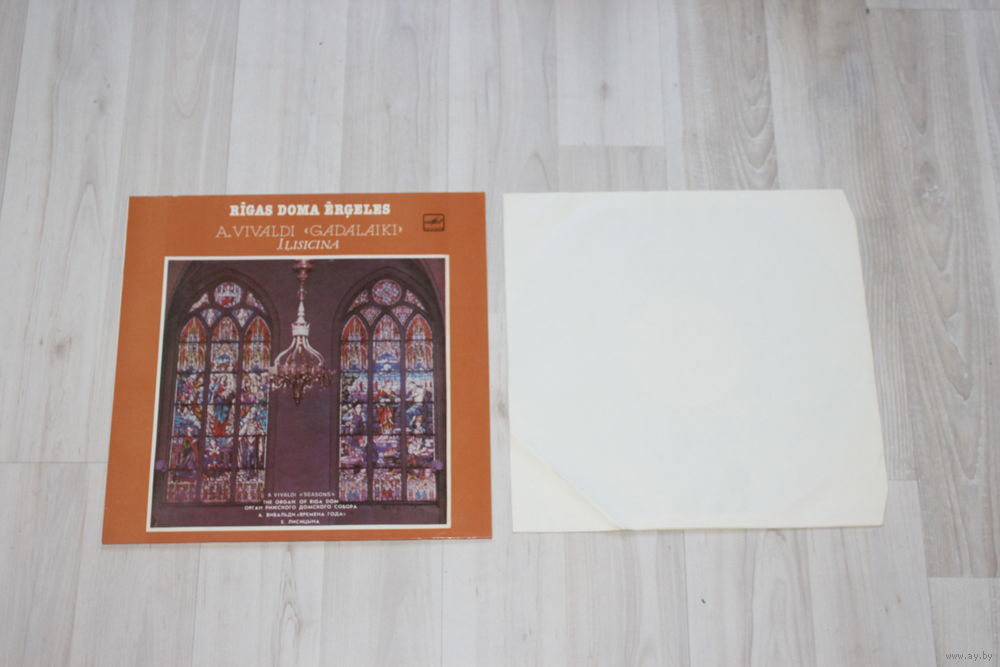 RĪGAS DOMA ĒRĢELES
A. VIVALDI «GADALAIKI»
I. LISICINA
A. VIVALDI «SEASONS»
THE ORGAN OF RIGA DOM
ОРГАН РИЖСКОГО ДОМСКОГО СОБОРА
А. ВИВАЛЬДИ «ВРЕМЕНА ГОДА»
Е. ЛИСИЦЫНА
www.ay.by